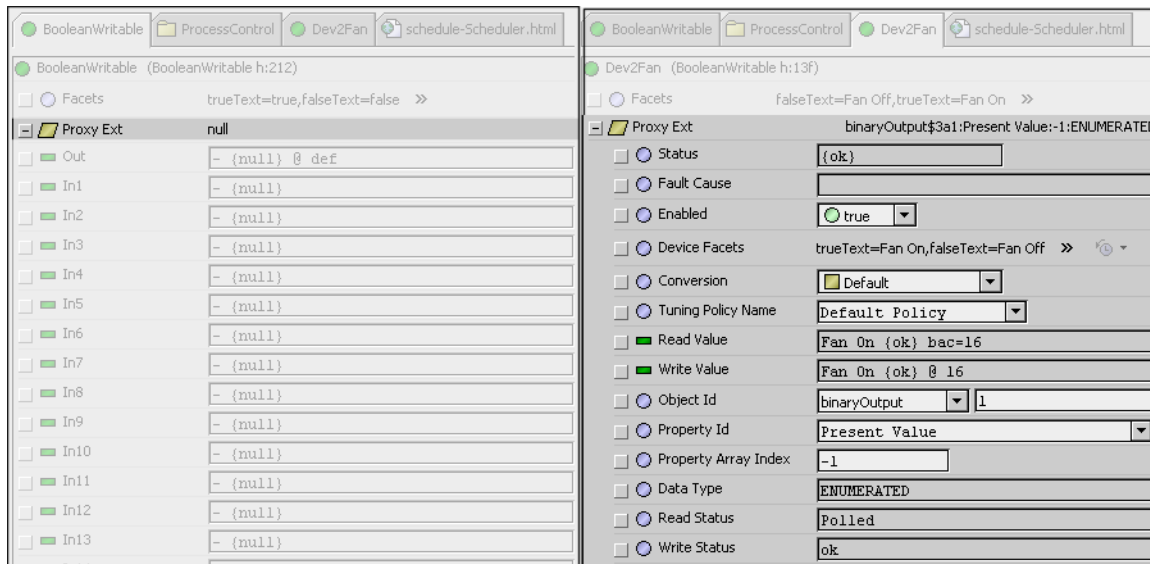 BooleanWritable ProcessControl Dev2Fan schedule-Scheduler.html
BooleanWritable (BooleanWritable h:212)
Facets trueText=true,falseText=false »
Proxy Ext null
Out - {null} @ def
In1 - {null}
In2 - {null}
In3 - {null}
In4 - {null}
In5 - {null}
In6 - {null}
In7 - {null}
In8 - {null}
In9 - {null}
In10 - {null}
In11 - {null}
In12 - {null}
In13 - {null}
BooleanWritable ProcessControl Dev2Fan schedule-Scheduler.html
Dev2Fan (BooleanWritable h:13f)
Facets falseText=Fan Off,trueText=Fan On »
Proxy Ext binaryOutput$3a1:Present Value:-1:ENUMERATED
Status {ok}
Fault Cause
Enabled true
Device Facets trueText=Fan On,falseText=Fan Off »
Conversion Default
Tuning Policy Name Default Policy
Read Value Fan On {ok} bac=16
Write Value Fan On {ok} @ 16
Object Id binaryOutput 1
Property Id Present Value
Property Array Index -1
Data Type ENUMERATED
Read Status Polled
Write Status ok